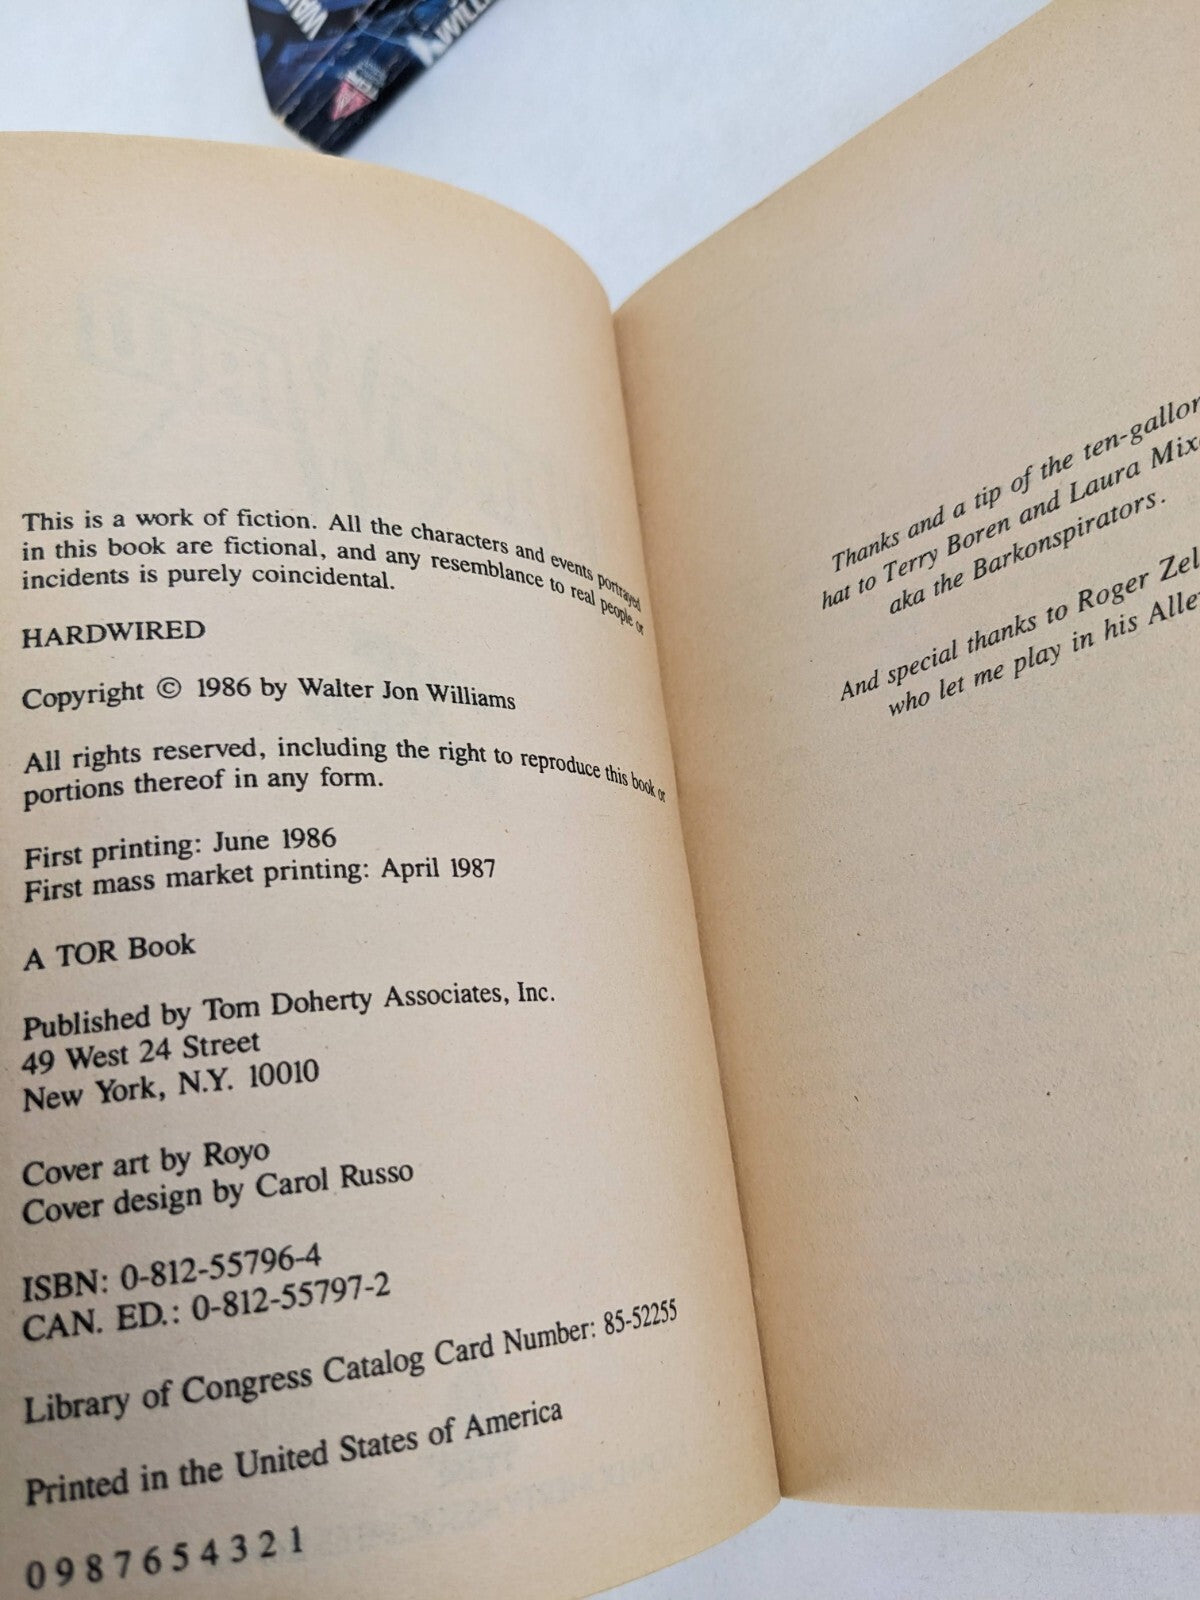 This is a work of fiction. All the characters and events portrayed
in this book are fictional, and any resemblance to real people or
incidents is purely coincidental.
HARDWIRED
Copyright © 1986 by Walter Jon Williams
All rights reserved, including the right to reproduce this book or
portions thereof in any form.
First printing: June 1986
First mass market printing: April 1987
A TOR Book
Published by Tom Doherty Associates, Inc.
49 West 24 Street
New York, N.Y. 10010
Cover art by Royo
Cover design by Carol Russo
ISBN: 0-812-55796-4
CAN. ED.: 0-812-55797-2
Library of Congress Catalog Card Number: 85-52255
Printed in the United States of America
0 9 8 7 6 5 4 3 2 1
Thanks and a tip of the ten-gallon
hat to Terry Boren and Laura
aka the Barkonspirators.
And special thanks to Roger
who let me play in his